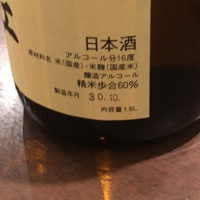 日本酒
アルコール分16度
原材料名 米(国産)・米麹(国産米)
醸造アルコール
精米歩合60%
製造年月 30.10.
内容量1.8L